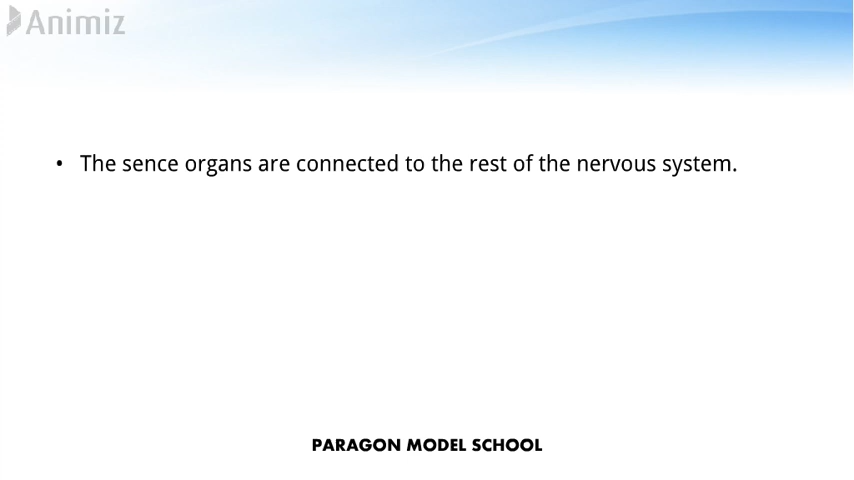 Animiz
• The sence organs are connected to the rest of the nervous system.
PARAGON MODEL SCHOOL